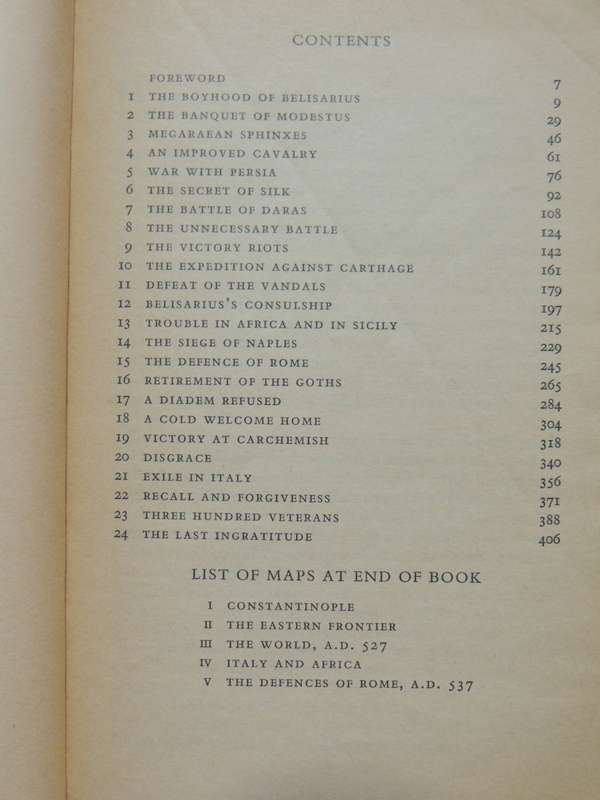 CONTENTS
FOREWORD 7
1 THE BOYHOOD OF BELISARIUS 9
2 THE BANQUET OF MODESTUS 29
3 MEGARAEAN SPHINXES 46
4 AN IMPROVED CAVALRY 61
5 WAR WITH PERSIA 76
6 THE SECRET OF SILK 92
7 THE BATTLE OF DARAS 108
8 THE UNNECESSARY BATTLE 124
9 THE VICTORY RIOTS 142
10 THE EXPEDITION AGAINST CARTHAGE 161
11 DEFEAT OF THE VANDALS 179
12 BELISARIUS'S CONSULSHIP 197
13 TROUBLE IN AFRICA AND IN SICILY 215
14 THE SIEGE OF NAPLES 229
15 THE DEFENCE OF ROME 245
16 RETIREMENT OF THE GOTHS 265
17 A DIADEM REFUSED 284
18 A COLD WELCOME HOME 304
19 VICTORY AT CARCHEMISH 318
20 DISGRACE 340
21 EXILE IN ITALY 356
22 RECALL AND FORGIVENESS 371
23 THREE HUNDRED VETERANS 388
24 THE LAST INGRATITUDE 406
LIST OF MAPS AT END OF BOOK
I CONSTANTINOPLE
II THE EASTERN FRONTIER
III THE WORLD, A.D. 527
IV ITALY AND AFRICA
V THE DEFENCES OF ROME, A.D. 537